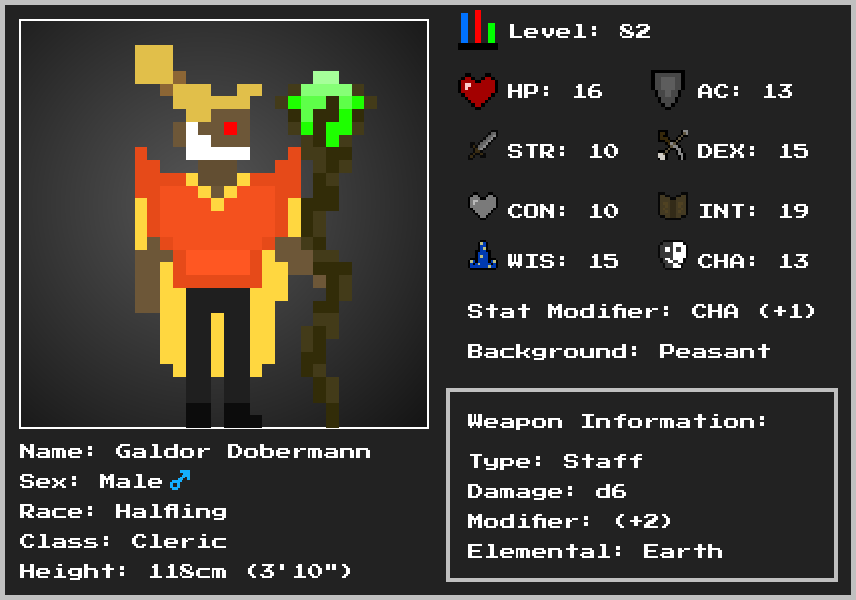 Level: 82
HP: 16 AC: 13
STR: 10 DEX: 15
CON: 10 INT: 19
WIS: 15 CHA: 13
Stat Modifier: CHA (+1)
Background: Peasant
Name: Galdor Dobermann
Sex: Male♂
Race: Halfling
Class: Cleric
Height: 118cm (3'10")
Weapon Information:
Type: Staff
Damage: d6
Modifier: (+2)
Elemental: Earth